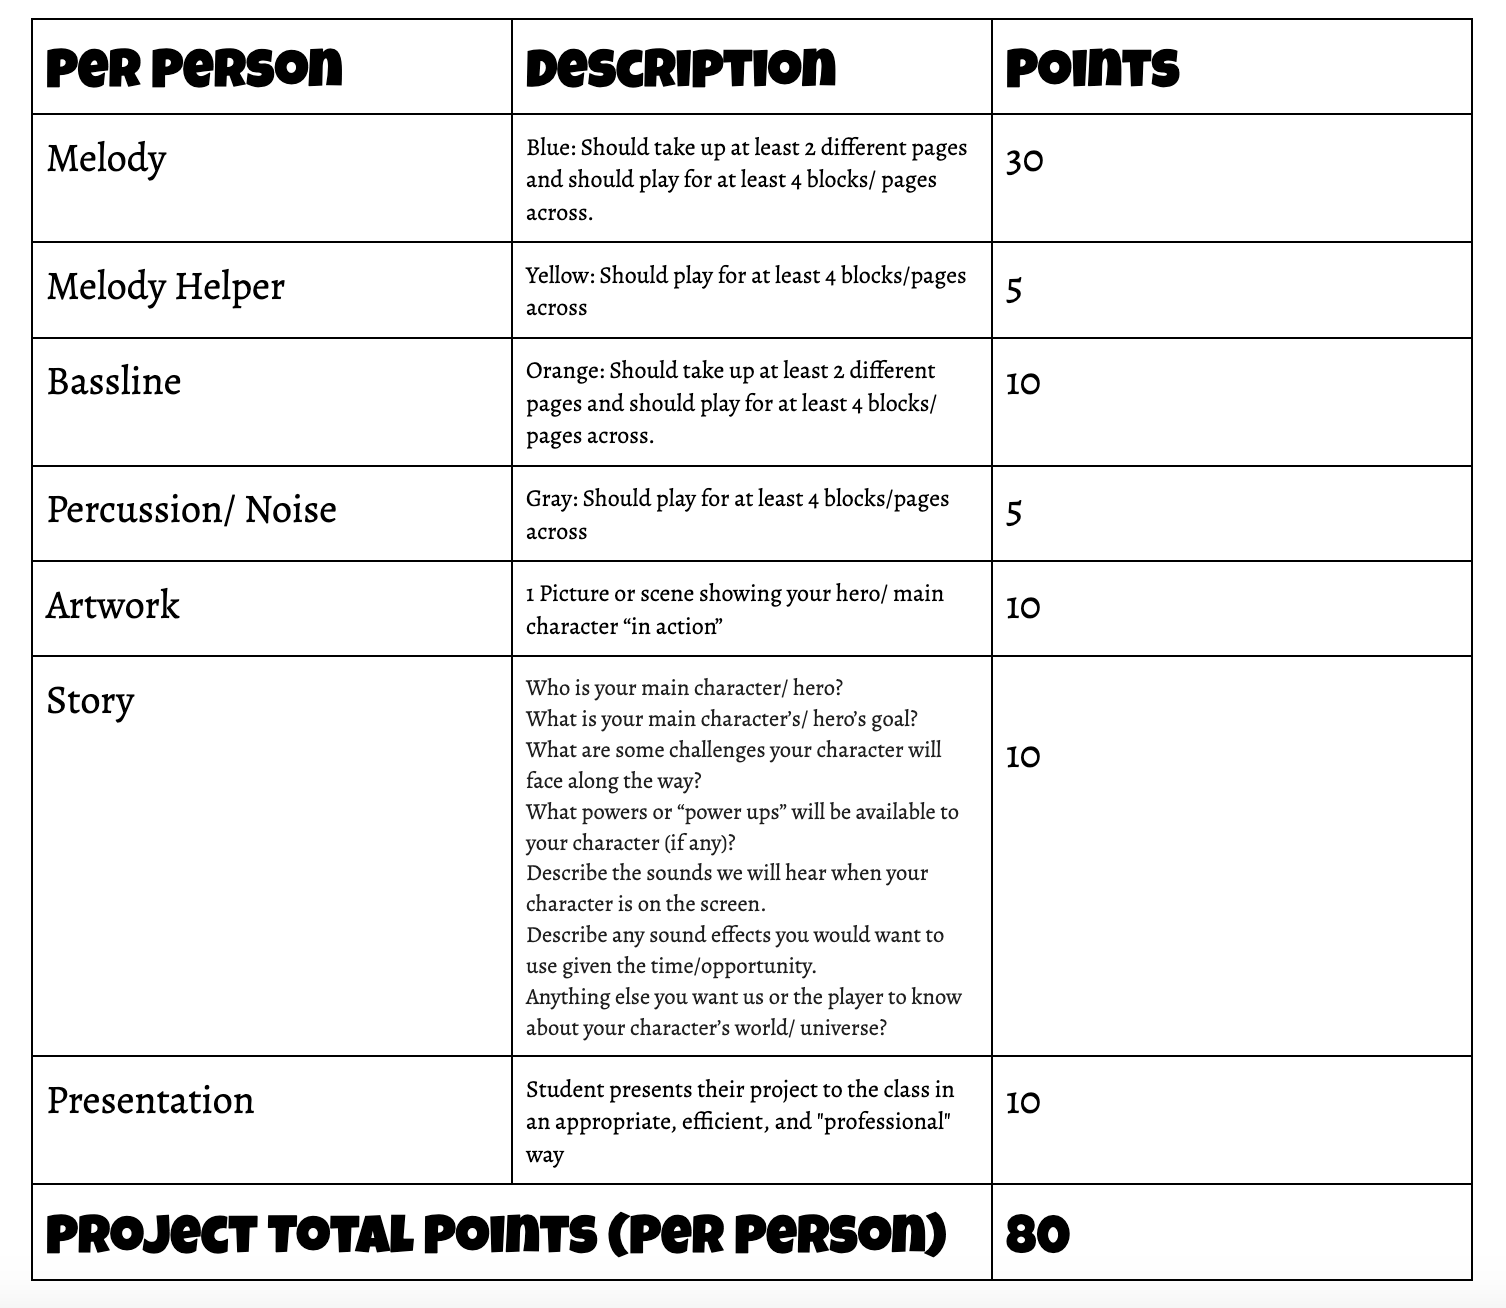 Per Person
Description
Points
Melody
Blue: Should take up at least 2 different pages
and should play for at least 4 blocks/ pages
across.
30
Melody Helper
Yellow: Should play for at least 4 blocks/pages
across
5
Bassline
Orange: Should take up at least 2 different
pages and should play for at least 4 blocks/
pages across.
10
Percussion/ Noise
Gray: Should play for at least 4 blocks/pages
across
5
Artwork
1 Picture or scene showing your hero/ main
character “in action”
10
Story
Who is your main character/ hero?
What is your main character’s/ hero’s goal?
What are some challenges your character will
face along the way?
What powers or “power ups” will be available to
your character (if any)?
Describe the sounds we will hear when your
character is on the screen.
Describe any sound effects you would want to
use given the time/opportunity.
Anything else you want us or the player to know
about your character’s world/ universe?
10
Presentation
Student presents their project to the class in
an appropriate, efficient, and "professional"
way
10
Project Total Points (Per Person)
80